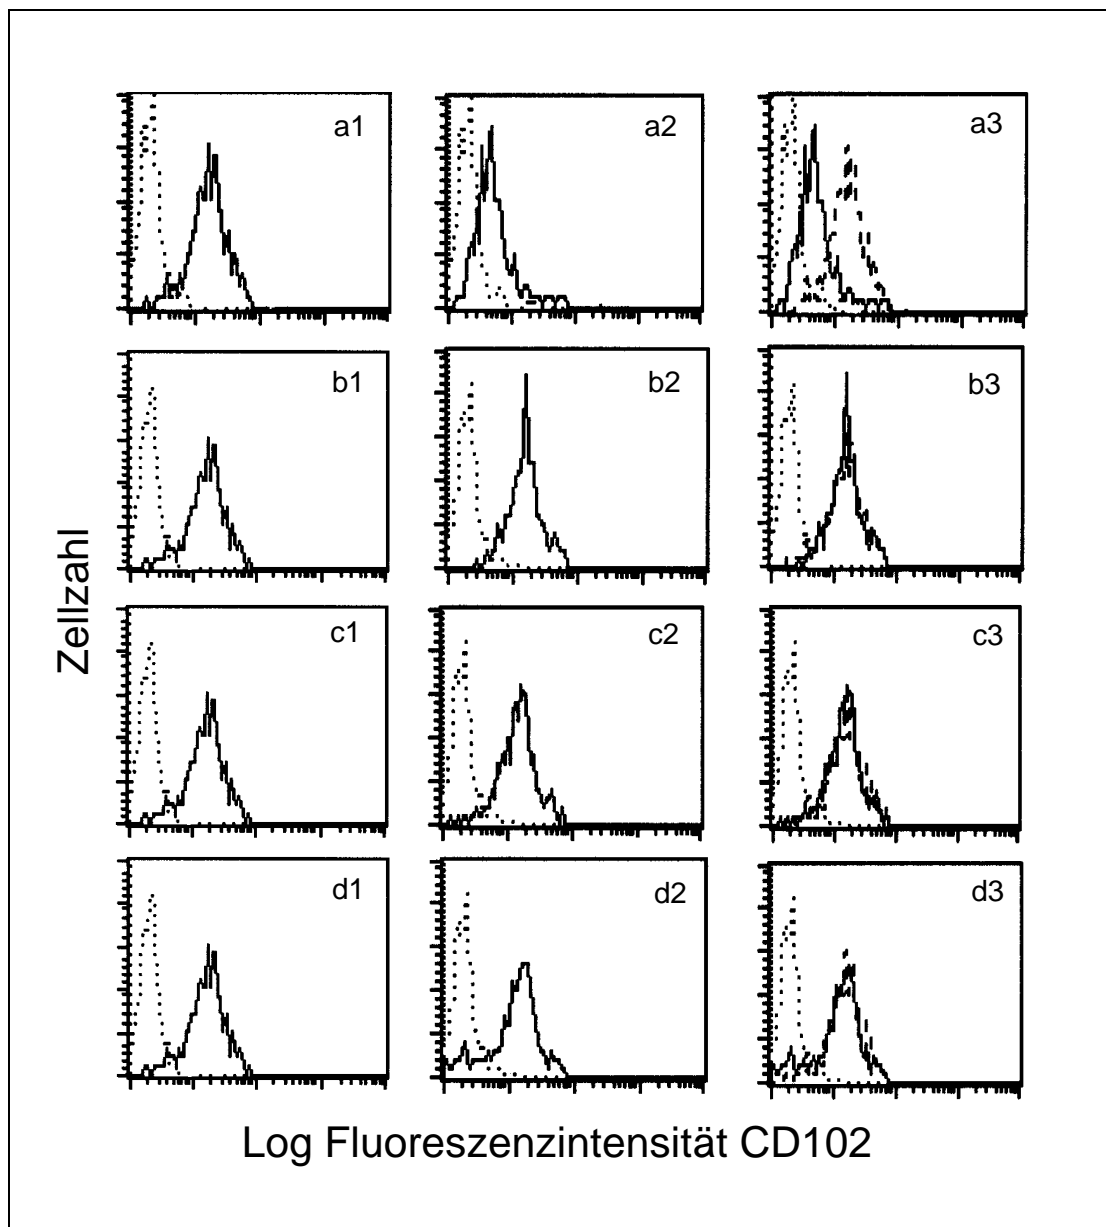 a1
a2
a3
b1
b2
b3
c1
c2
c3
d1
d2
d3
Zellzahl
Log Fluoreszenzintensität CD102